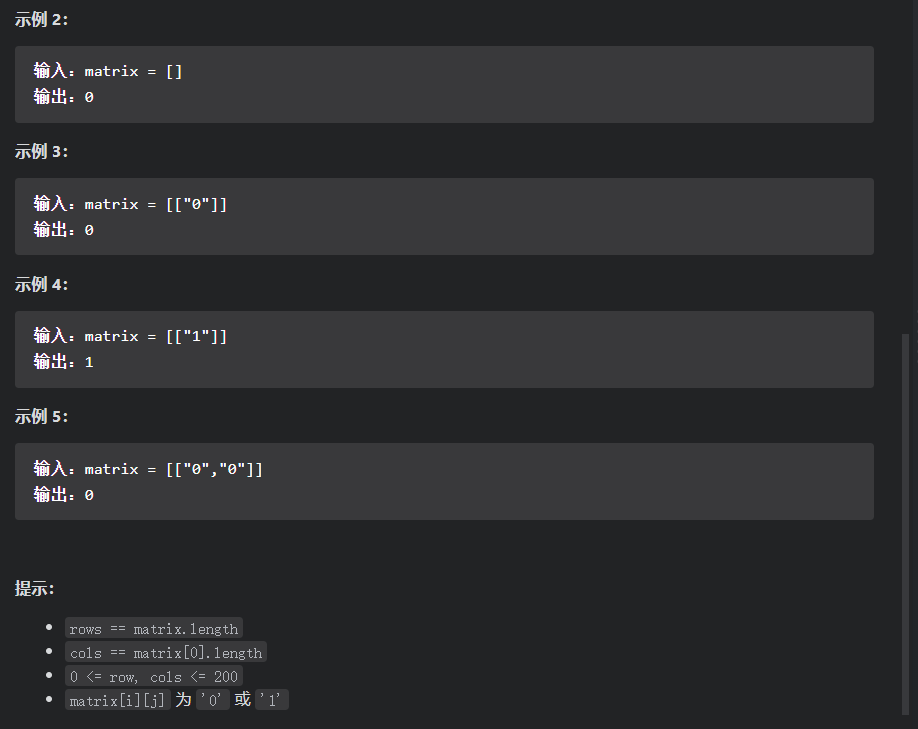 示例 2：
输入：matrix = []
输出：0
示例 3：
输入：matrix = [["0"]]
输出：0
示例 4：
输入：matrix = [["1"]]
输出：1
示例 5：
输入：matrix = [["0","0"]]
输出：0
提示：
rows == matrix.length
cols == matrix[0].length
0 <= row, cols <= 200
matrix[i][j] 为 '0' 或 '1'